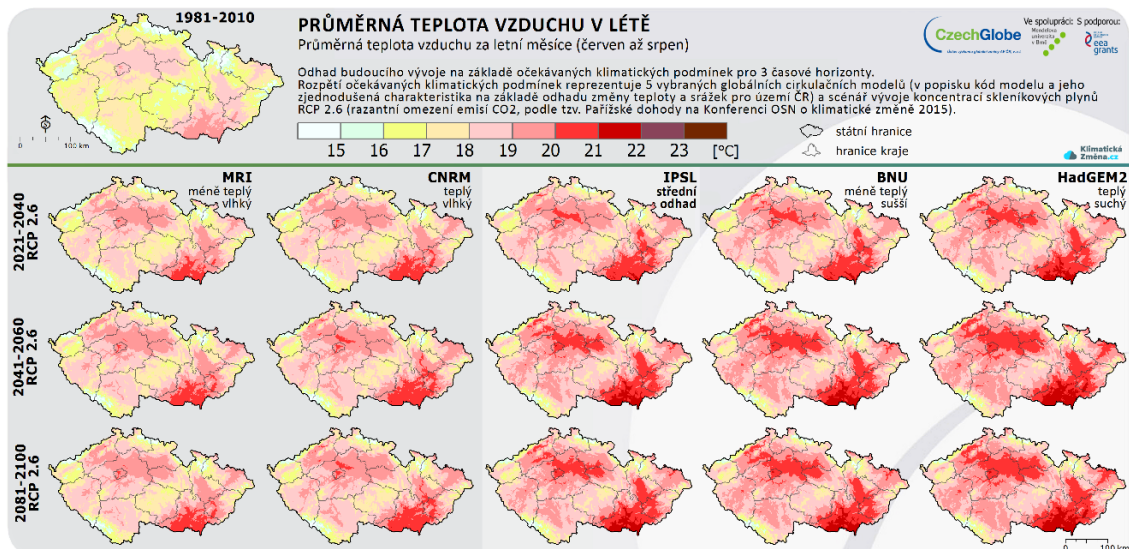 1981-2010
PRŮMĚRNÁ TEPLOTA VZDUCHU V LÉTĚ
Průměrná teplota vzduchu za letní měsíce (červen až srpen)
CzechGlobe
Ve spolupráci: S podporou:
Mendelova
univerzita
v Brně
eea
grants
Odhad budoucího vývoje na základě očekávaných klimatických podmínek pro 3 časové horizonty.
Rozpětí očekávaných klimatických podmínek reprezentuje 5 vybraných globálních cirkulačních modelů (v popisku kód modelu a jeho
zjednodušená charakteristika na základě odhadu změny teploty a srážek pro území ČR) a scénář vývoje koncentrací skleníkových plynů
RCP 2.6 (razantní omezení emisí CO2, podle tzv. Pařížské dohody na Konferenci OSN o klimatické změně 2015).
0 100 km
15 16 17 18 19 20 21 22 23 [°C]
státní hranice
hranice kraje
Klimatická
Změna.cz
MRI
méně teplý
vlhký
CNRM
teplý
vlhký
IPSL
střední
odhad
BNU
méně teplý
sušší
HadGEM2
teplý
suchý
2021-2040
RCP 2.6
2041-2060
RCP 2.6
2081-2100
RCP 2.6
0 100 km